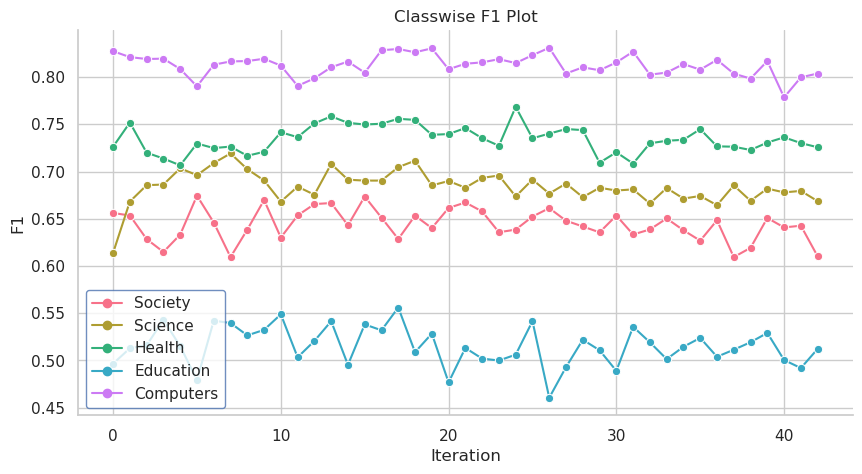 Classwise F1 Plot
0.80
0.75
0.70
0.65
0.60
0.55
0.50
0.45
F1
Society
Science
Health
Education
Computers
0 10 20 30 40
Iteration